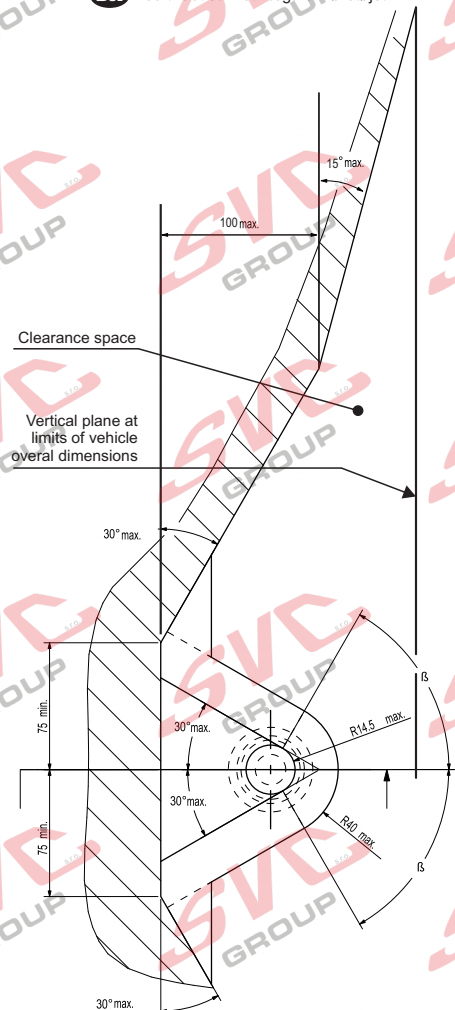 15° max.
100 max.
Clearance space
Vertical plane at
limits of vehicle
overal dimensions
30° max.
75 min.
30° max.
R14.5 max.
ß
30° max.
75 min.
R40 max.
ß
30° max.
SVC
s.r.o.
GROUP